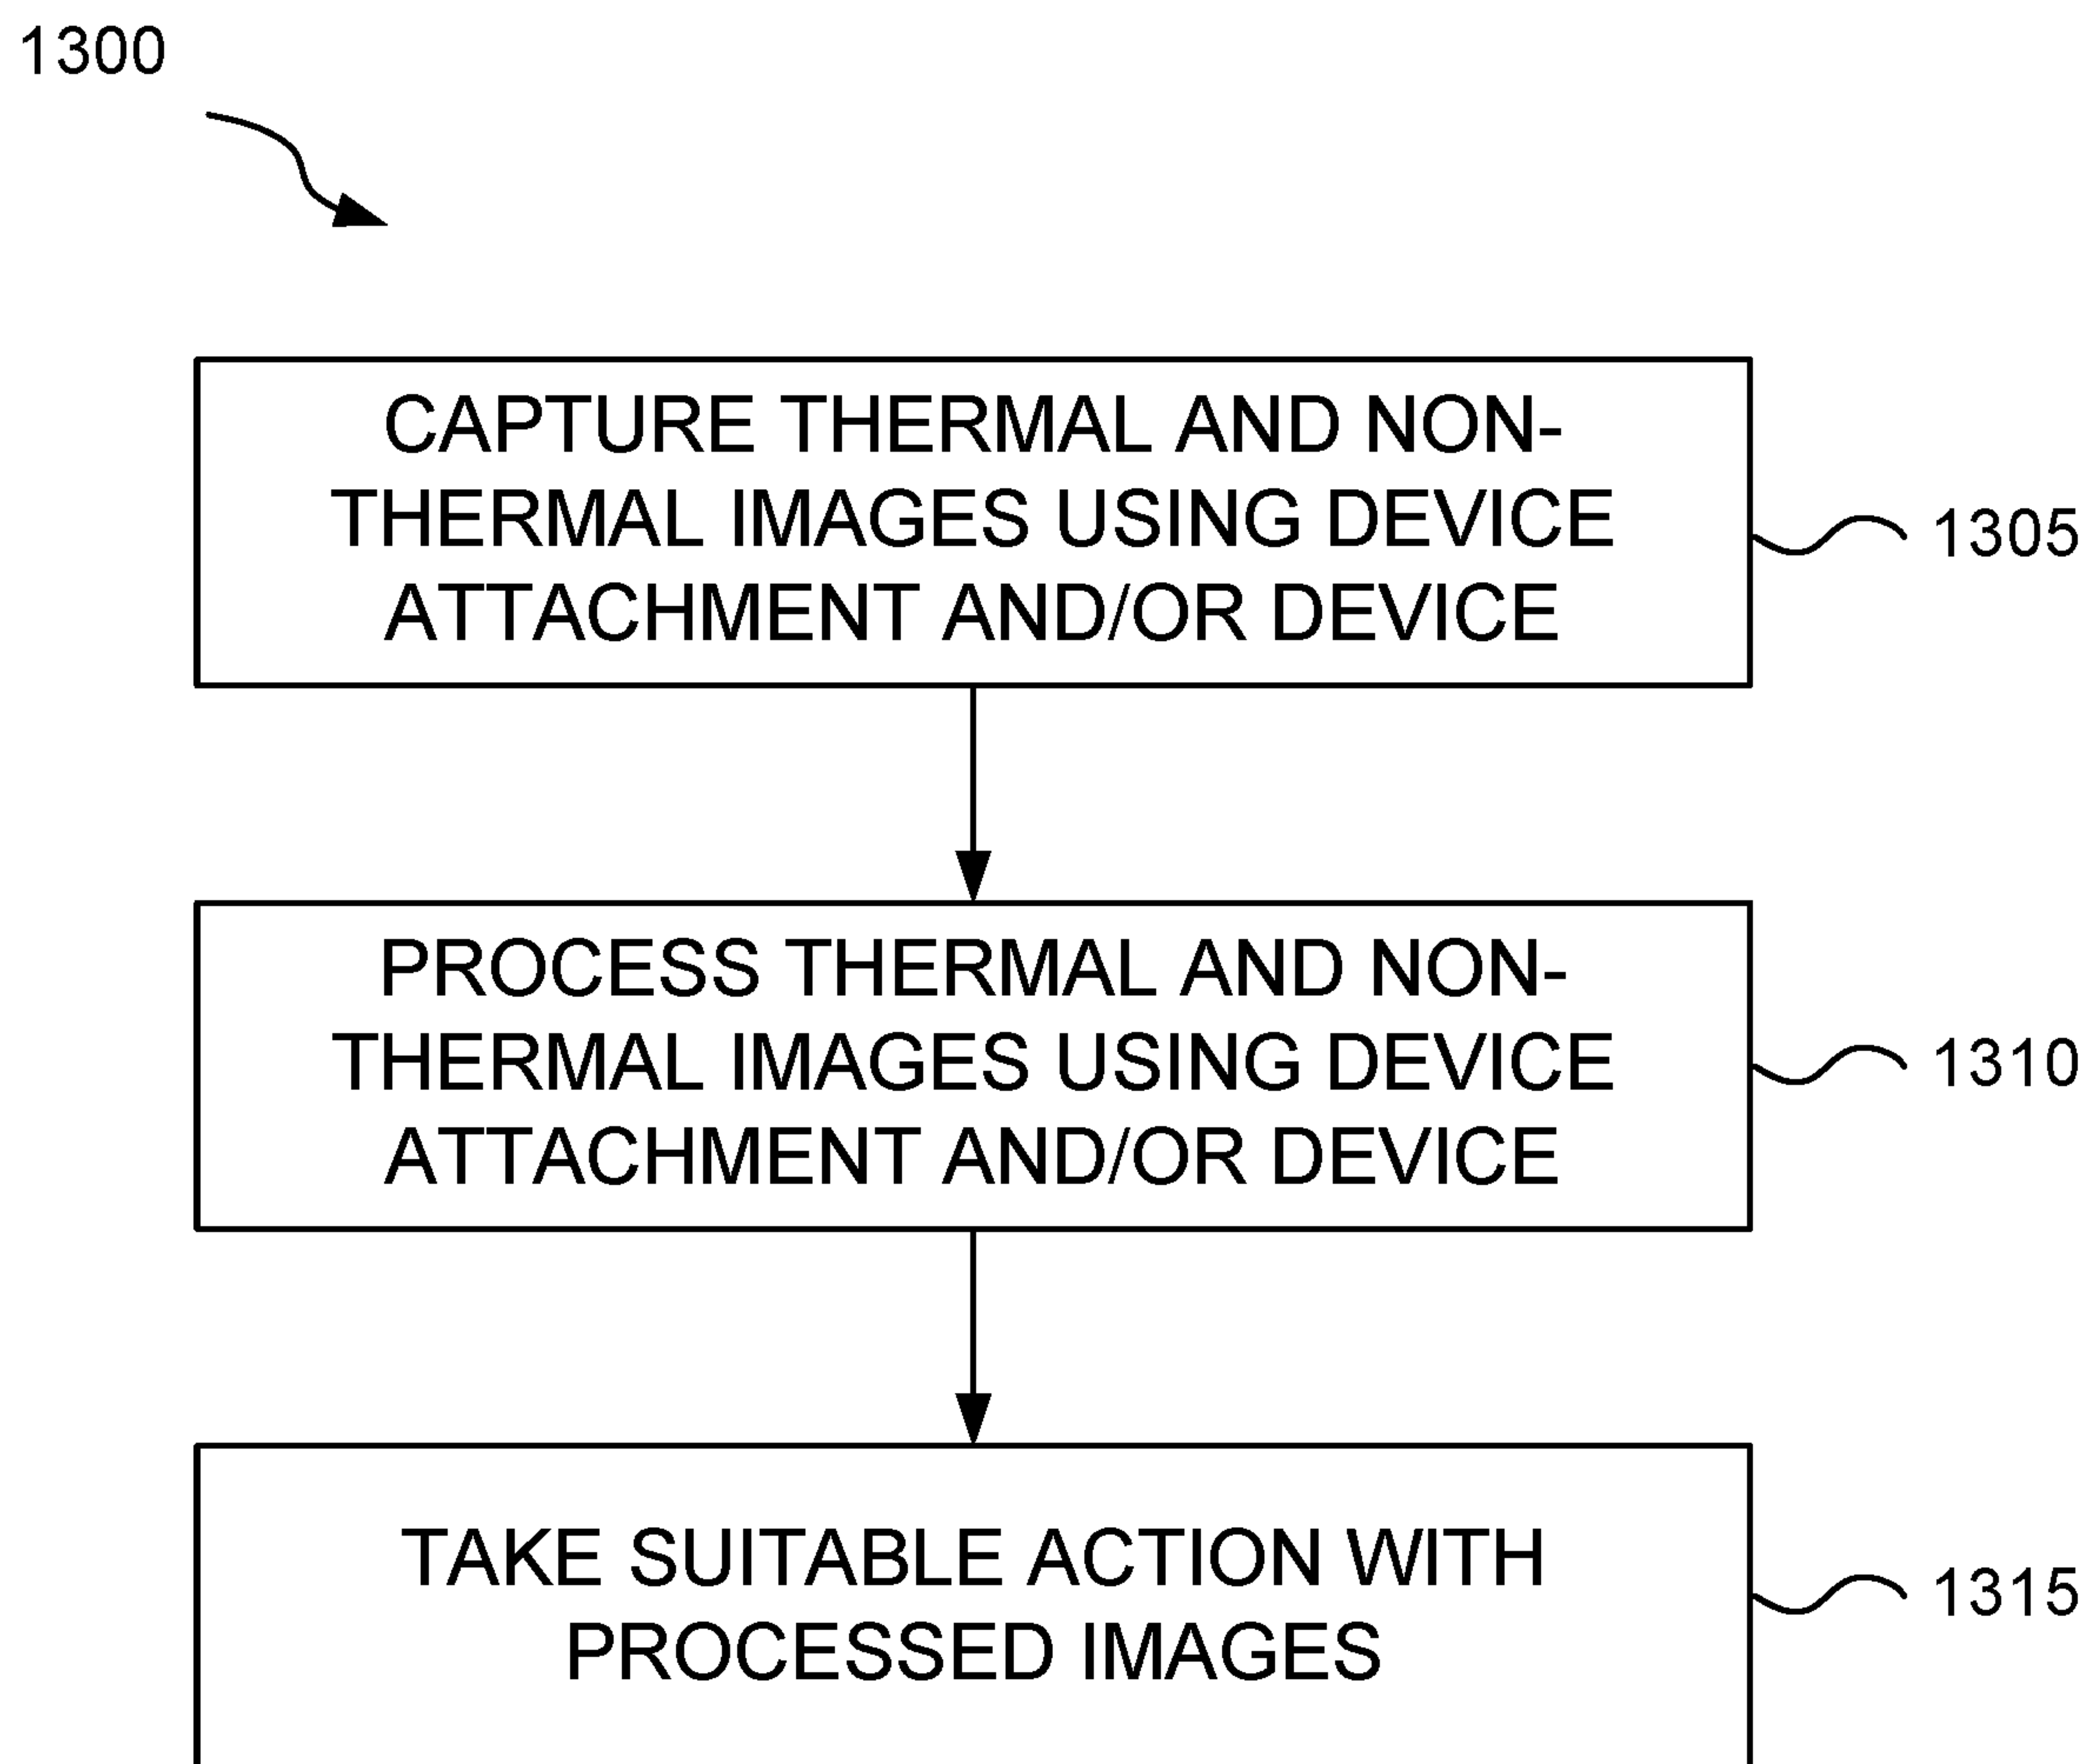 1300
CAPTURE THERMAL AND NON-
THERMAL IMAGES USING DEVICE
ATTACHMENT AND/OR DEVICE
1305
PROCESS THERMAL AND NON-
THERMAL IMAGES USING DEVICE
ATTACHMENT AND/OR DEVICE
1310
TAKE SUITABLE ACTION WITH
PROCESSED IMAGES
1315